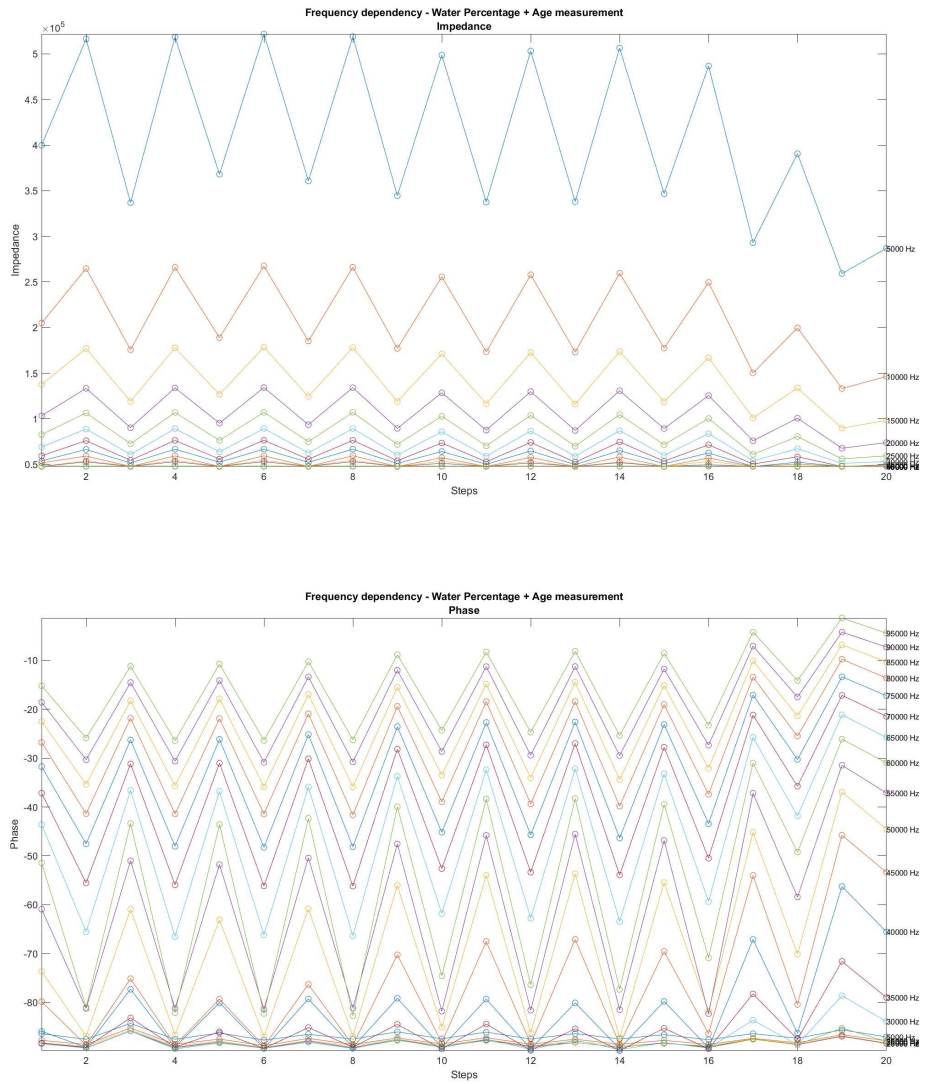 Frequency dependency - Water Percentage + Age measurement
Impedance
×10⁵
5
4.5
4
3.5
3
2.5
2
1.5
1
0.5
Impedance
2 4 6 8 10 12 14 16 18 20
Steps
5000 Hz
10000 Hz
15000 Hz
20000 Hz
25000 Hz
Frequency dependency - Water Percentage + Age measurement
Phase
-10
-20
-30
-40
-50
-60
-70
-80
Phase
2 4 6 8 10 12 14 16 18 20
Steps
95000 Hz
90000 Hz
85000 Hz
80000 Hz
75000 Hz
70000 Hz
65000 Hz
60000 Hz
55000 Hz
50000 Hz
45000 Hz
40000 Hz
35000 Hz
30000 Hz